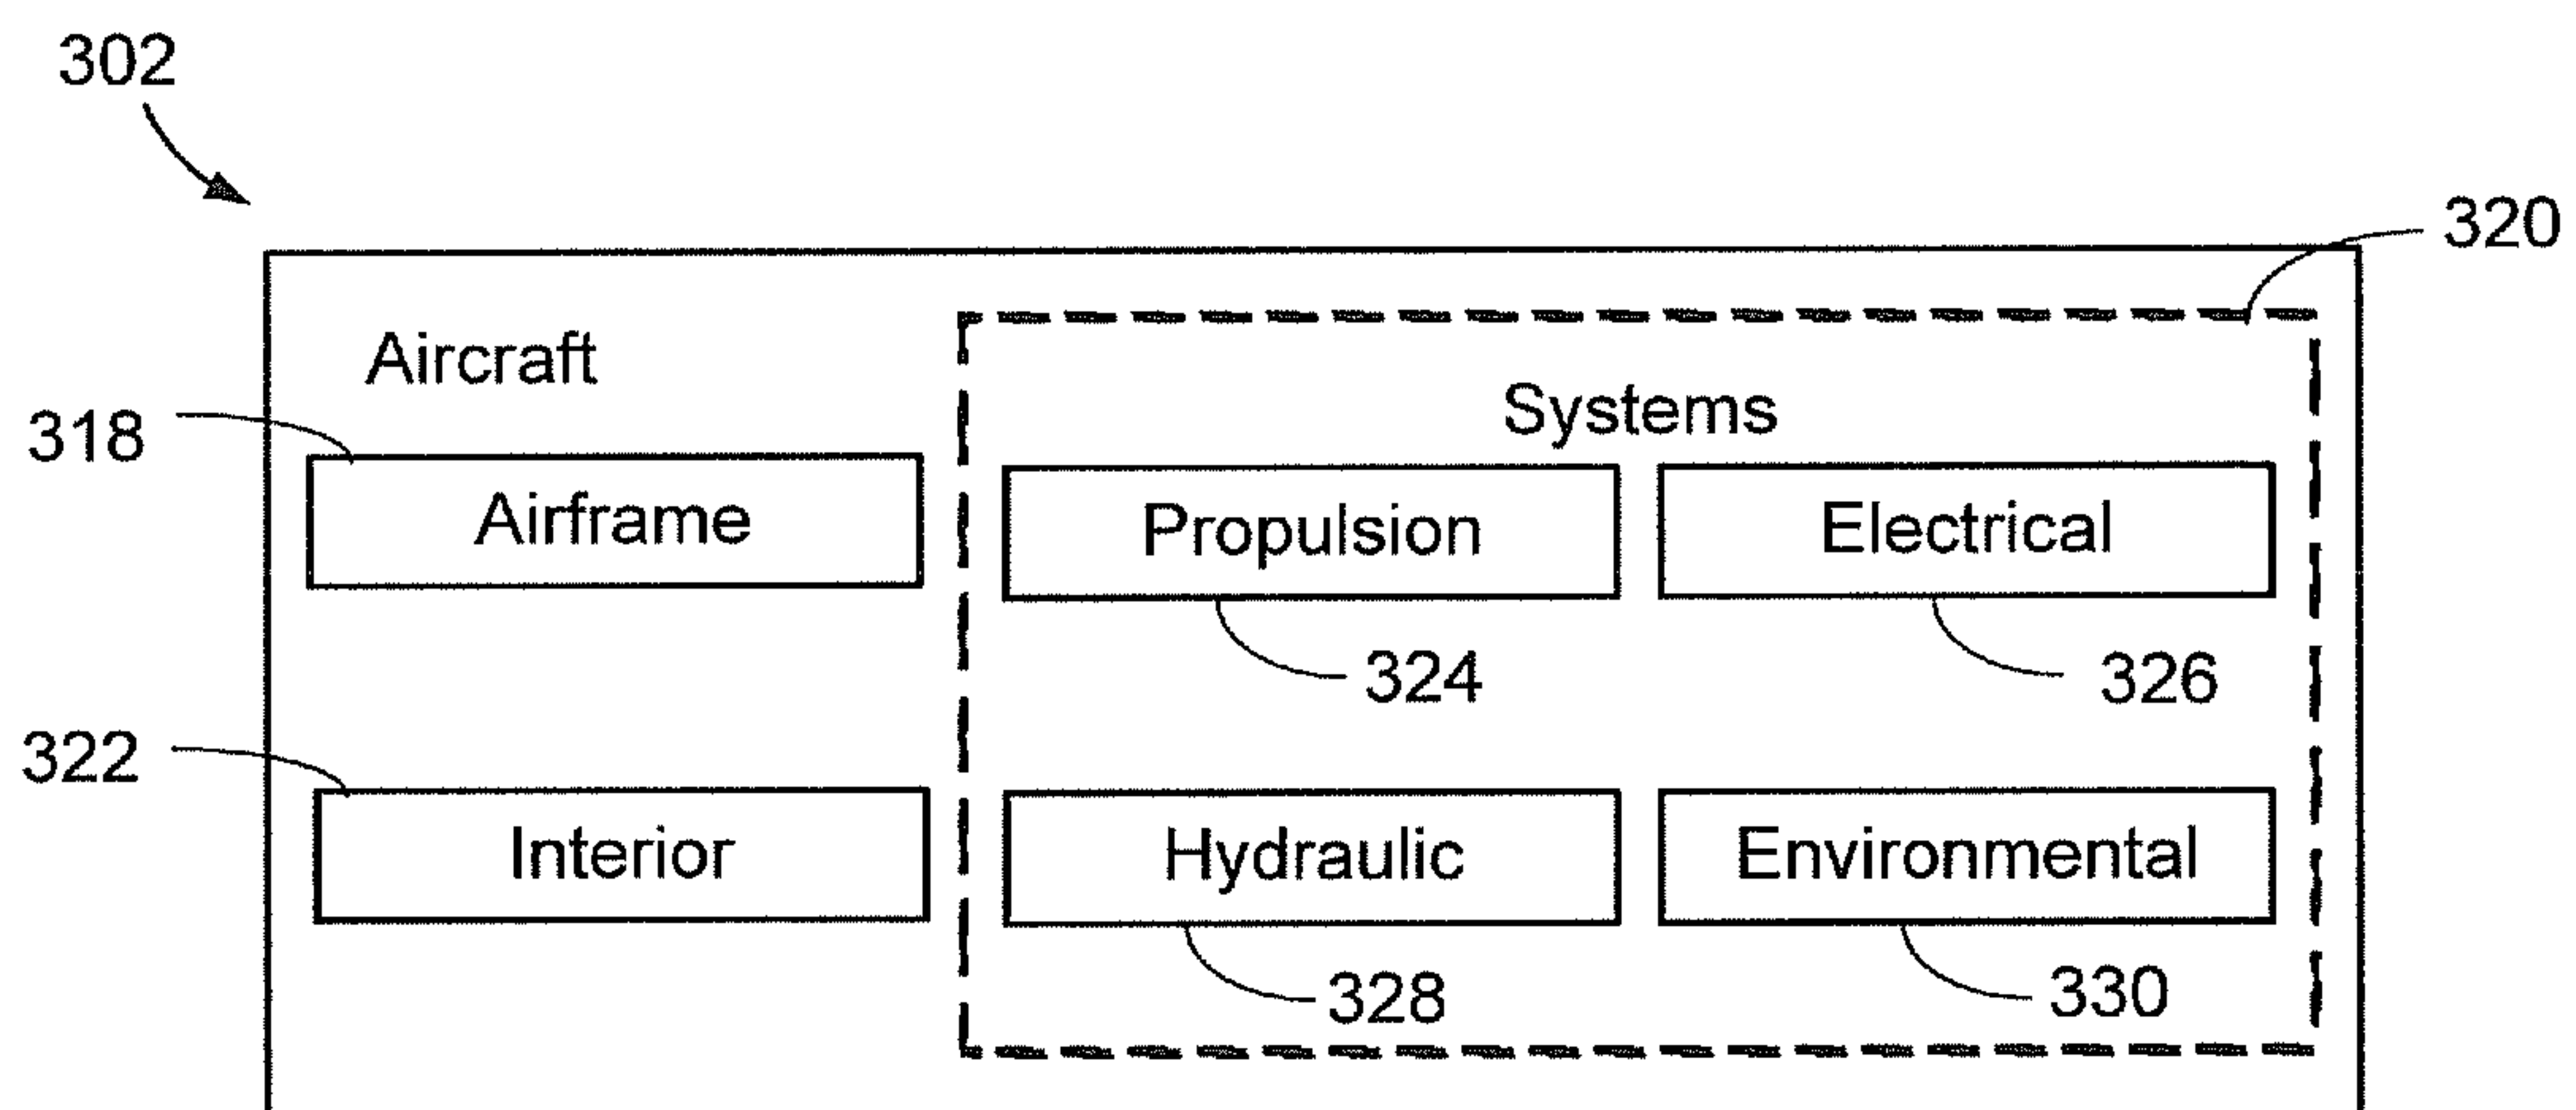 302
320
Aircraft
Systems
318
Airframe
Propulsion
Electrical
324
326
322
Interior
Hydraulic
Environmental
328
330